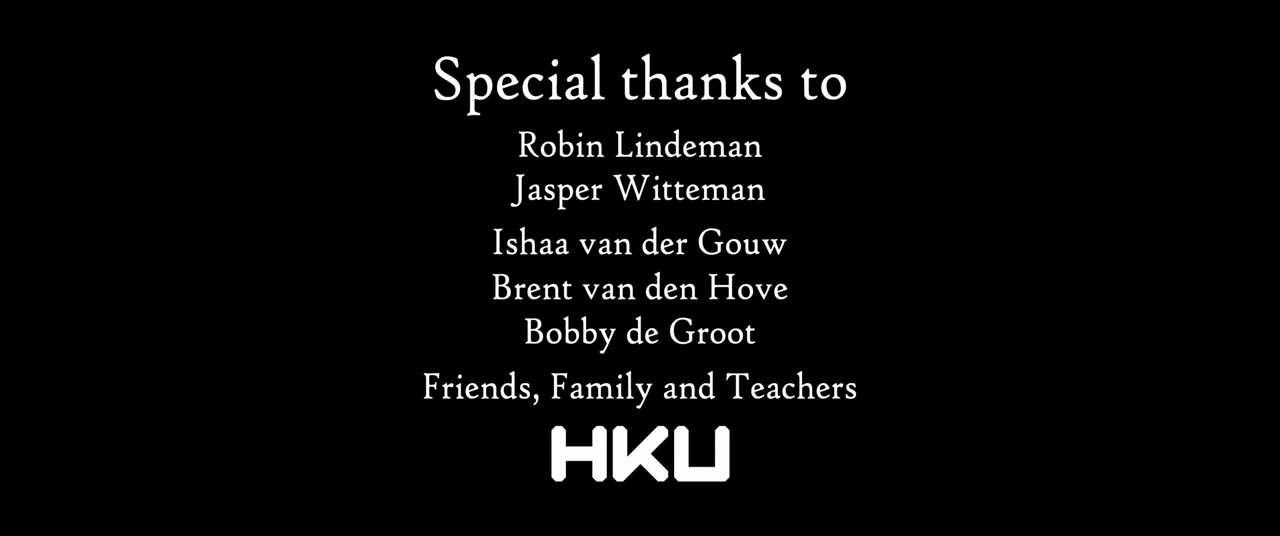 Special thanks to
Robin Lindeman
Jasper Witteman
Ishaa van der Gouw
Brent van den Hove
Bobby de Groot
Friends, Family and Teachers
HKU